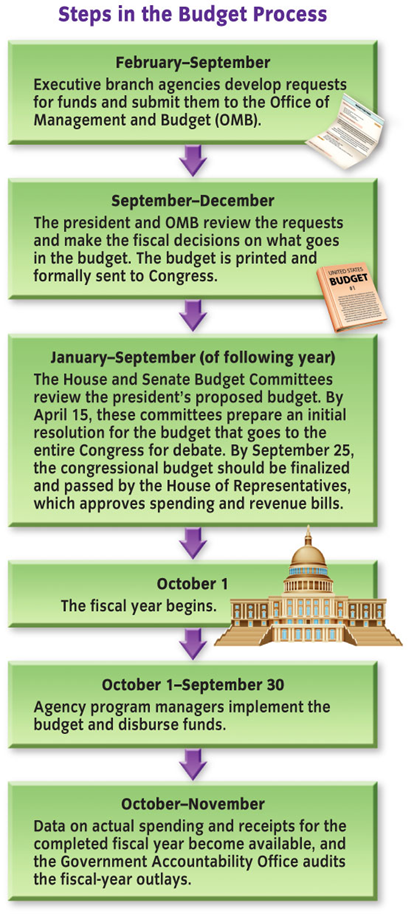 Steps in the Budget Process
February–September
Executive branch agencies develop requests
for funds and submit them to the Office of
Management and Budget (OMB).
September–December
The president and OMB review the requests
and make the fiscal decisions on what goes
in the budget. The budget is printed and
formally sent to Congress.
UNITED STATES
BUDGET
#1
January–September (of following year)
The House and Senate Budget Committees
review the president's proposed budget. By
April 15, these committees prepare an initial
resolution for the budget that goes to the
entire Congress for debate. By September 25,
the congressional budget should be finalized
and passed by the House of Representatives,
which approves spending and revenue bills.
October 1
The fiscal year begins.
October 1–September 30
Agency program managers implement the
budget and disburse funds.
October–November
Data on actual spending and receipts for the
completed fiscal year become available, and
the Government Accountability Office audits
the fiscal-year outlays.